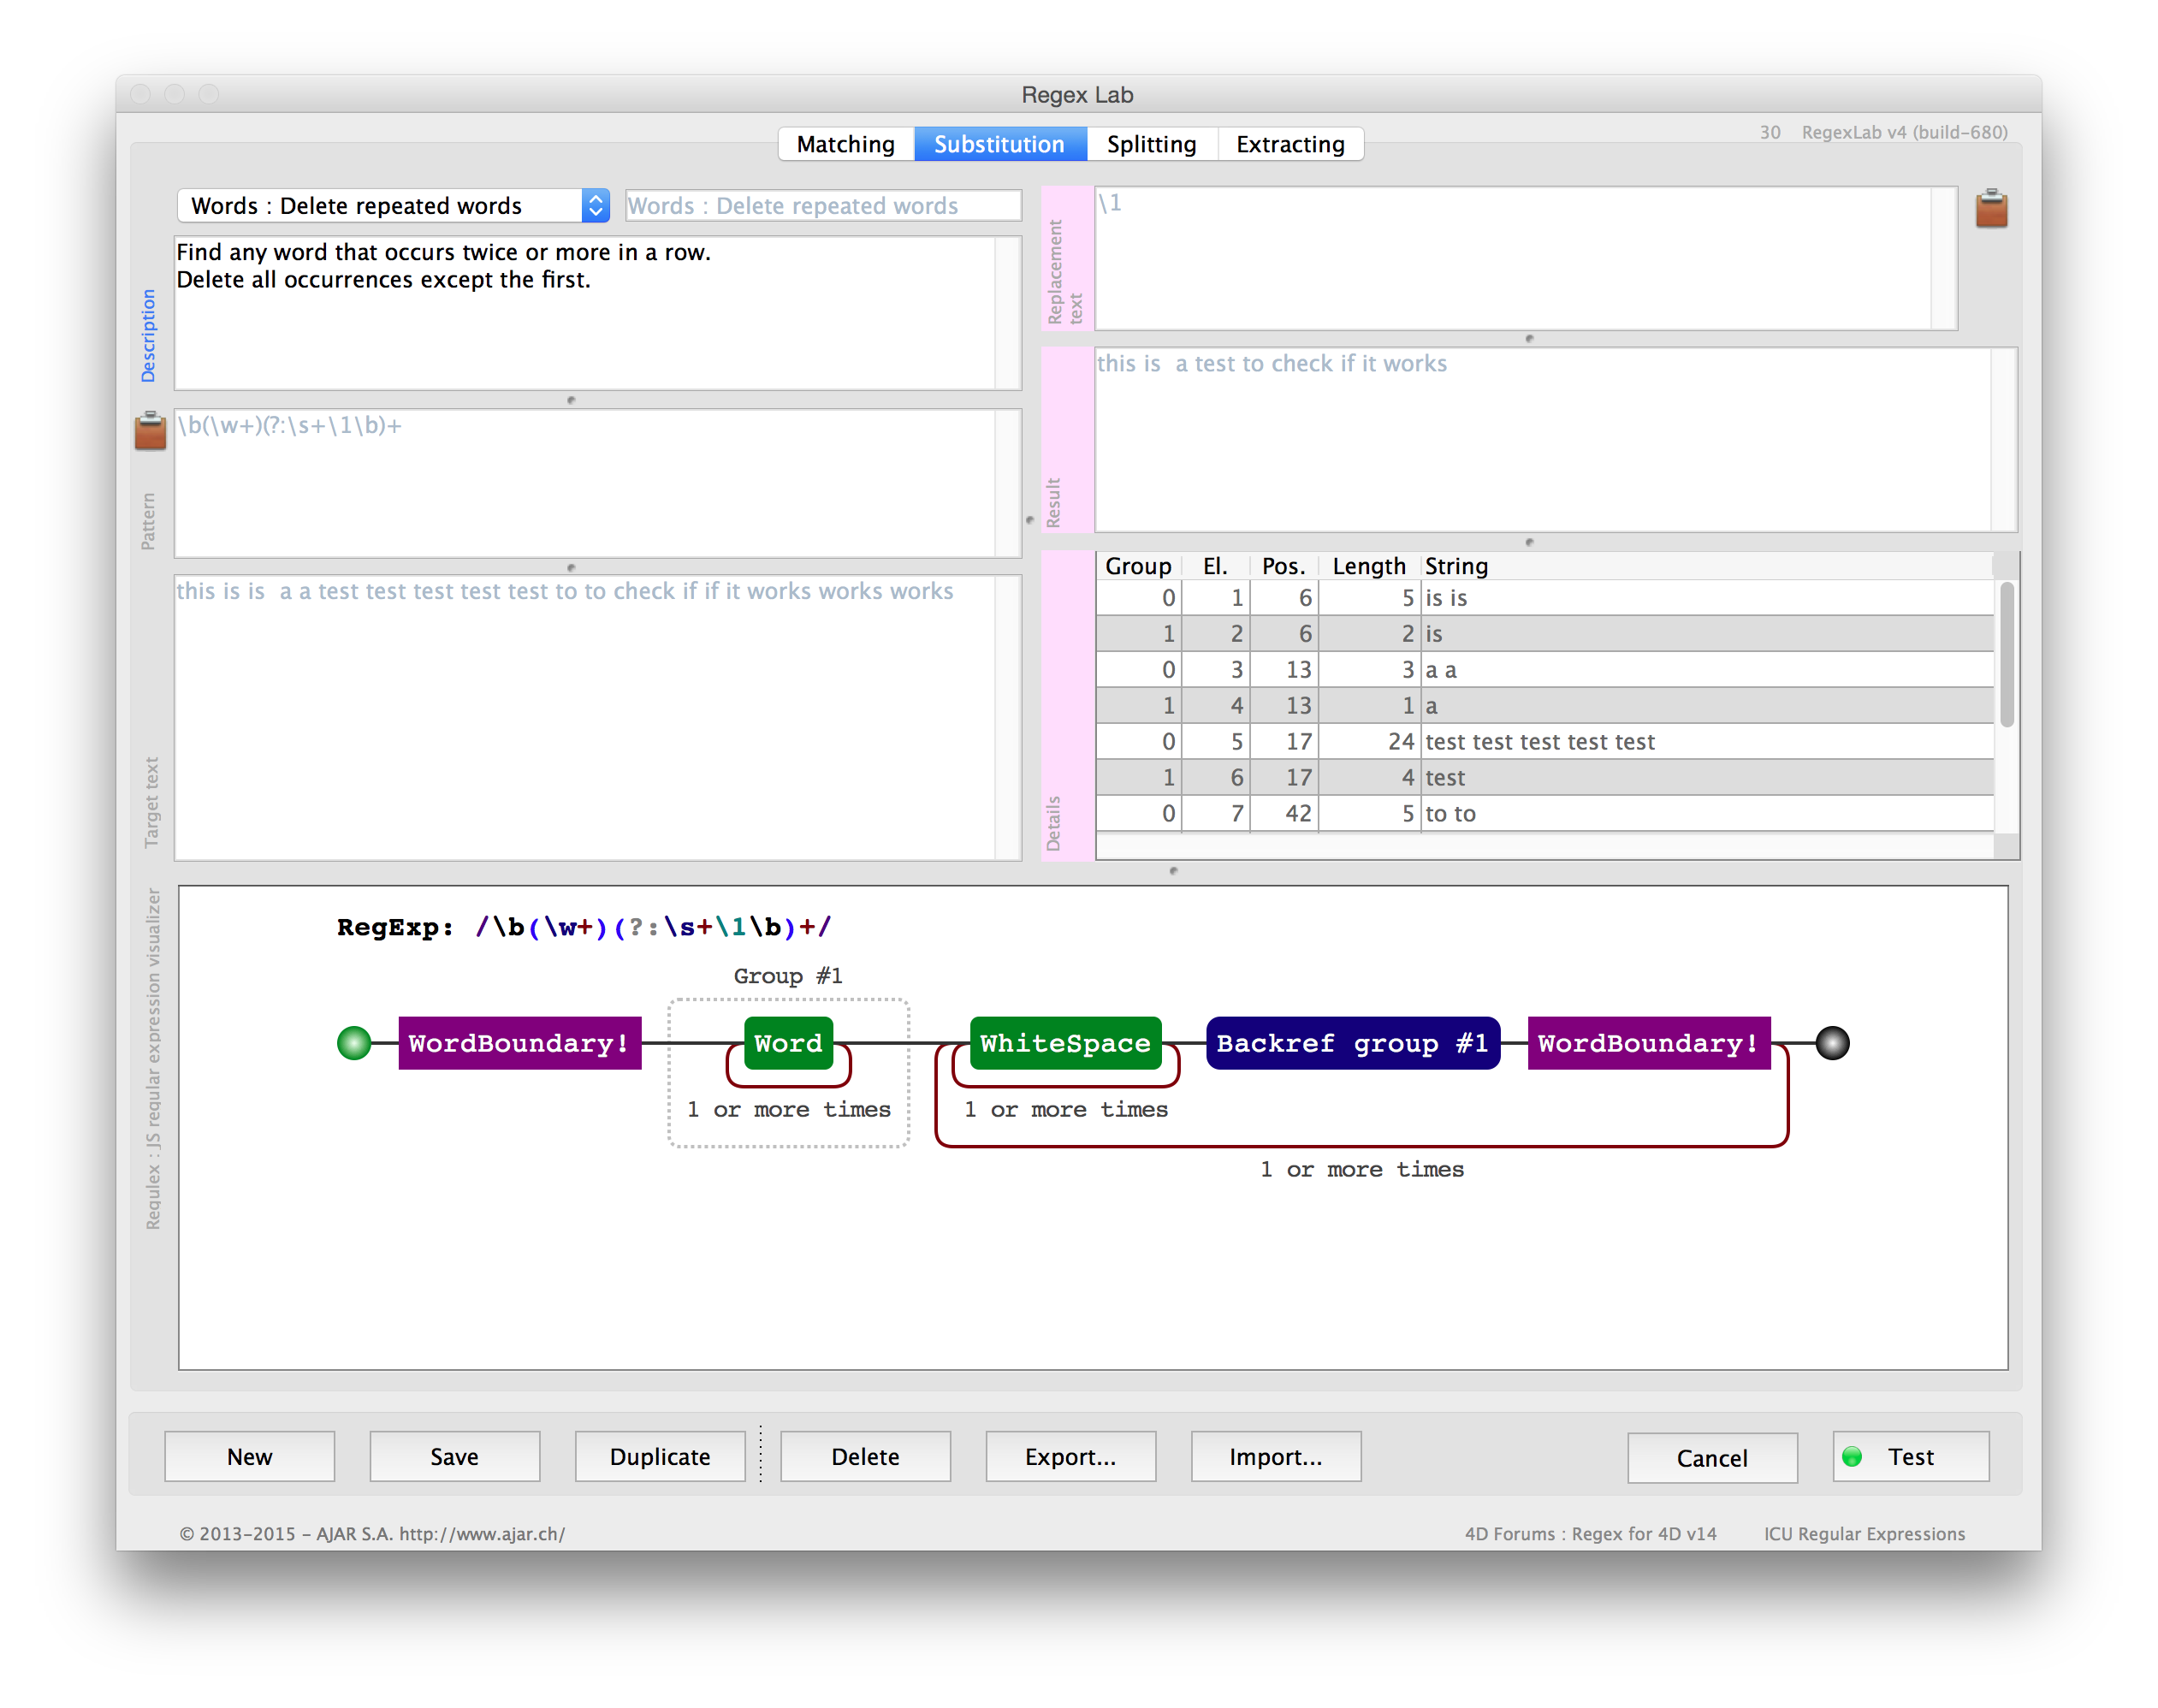 Regex Lab
Matching Substitution Splitting Extracting
30 RegexLab v4 (build-680)
Words : Delete repeated words
Words : Delete repeated words
Description
Find any word that occurs twice or more in a row.
Delete all occurrences except the first.
Pattern
\b(\w+)(?:\s+\1\b)+
Target text
this is is  a a test test test test test to to check if if it works works works
Replacement
text
\1
Result
this is  a test to check if it works
Details
Group El. Pos. Length String
0 1 6 5 is is
1 2 6 2 is
0 3 13 3 a a
1 4 13 1 a
0 5 17 24 test test test test test
1 6 17 4 test
0 7 42 5 to to
Regulex : JS regular expression visualizer
RegExp: /\b(\w+)(?:\s+\1\b)+/
Group #1
WordBoundary! Word WhiteSpace Backref group #1 WordBoundary!
1 or more times 1 or more times
1 or more times
New Save Duplicate Delete Export... Import... Cancel Test
© 2013-2015 - AJAR S.A. http://www.ajar.ch/
4D Forums : Regex for 4D v14 ICU Regular Expressions